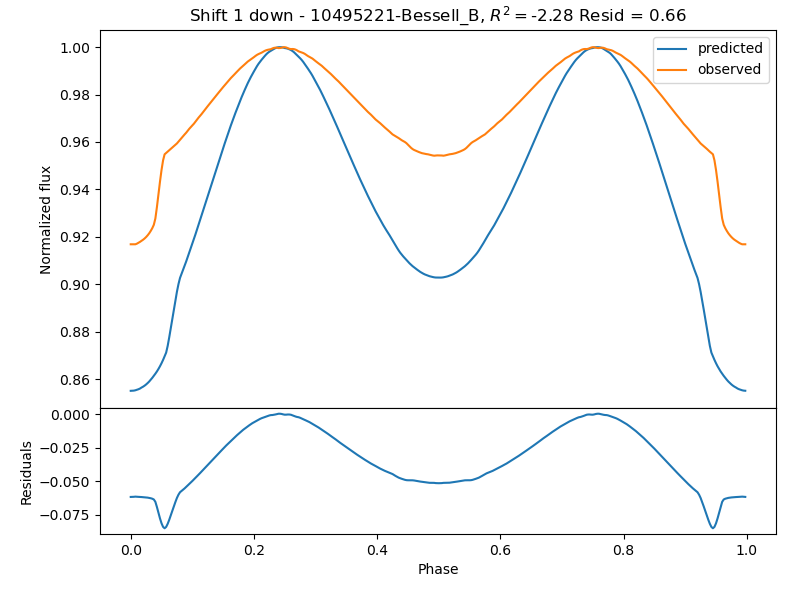 Shift 1 down - 10495221-Bessell_B, R² = -2.28 Resid = 0.66
predicted
observed
Normalized flux
1.00
0.98
0.96
0.94
0.92
0.90
0.88
0.86
Residuals
0.000
−0.025
−0.050
−0.075
0.0 0.2 0.4 0.6 0.8 1.0
Phase